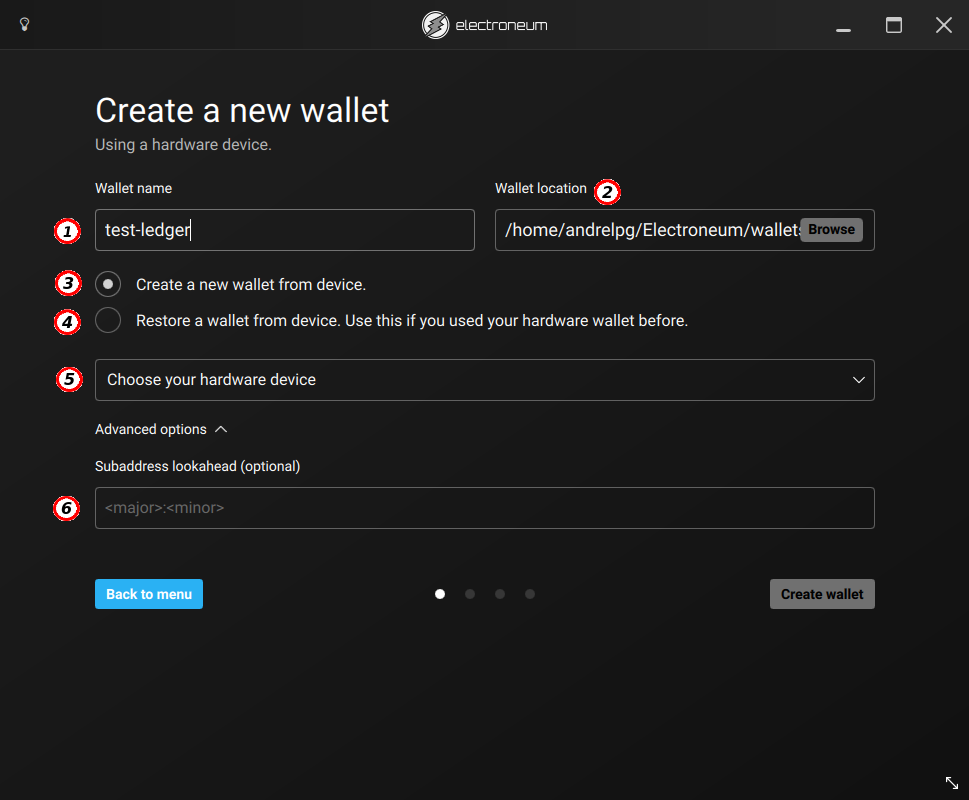 electroneum
Create a new wallet
Using a hardware device.
Wallet name
Wallet location 2
1 test-ledger
/home/andrelpg/Electroneum/wallets Browse
3 Create a new wallet from device.
4 Restore a wallet from device. Use this if you used your hardware wallet before.
5 Choose your hardware device
Advanced options
Subaddress lookahead (optional)
6 <major>:<minor>
Back to menu
Create wallet